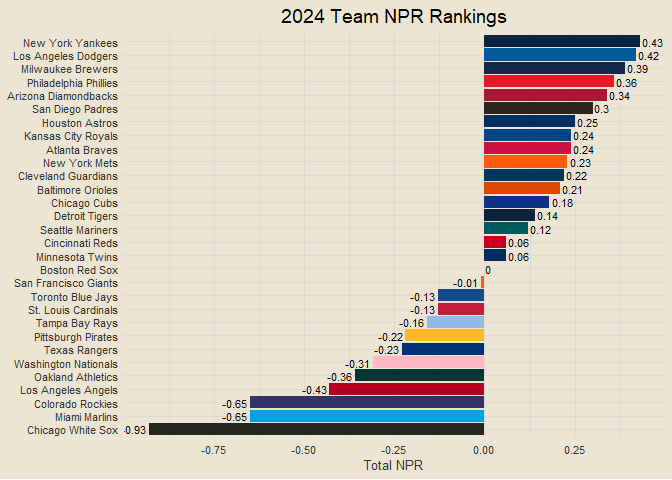 2024 Team NPR Rankings
New York Yankees 0.43
Los Angeles Dodgers 0.42
Milwaukee Brewers 0.39
Philadelphia Phillies 0.36
Arizona Diamondbacks 0.34
San Diego Padres 0.3
Houston Astros 0.25
Kansas City Royals 0.24
Atlanta Braves 0.24
New York Mets 0.23
Cleveland Guardians 0.22
Baltimore Orioles 0.21
Chicago Cubs 0.18
Detroit Tigers 0.14
Seattle Mariners 0.12
Cincinnati Reds 0.06
Minnesota Twins 0.06
Boston Red Sox 0
San Francisco Giants -0.01
Toronto Blue Jays -0.13
St. Louis Cardinals -0.13
Tampa Bay Rays -0.16
Pittsburgh Pirates -0.22
Texas Rangers -0.23
Washington Nationals -0.31
Oakland Athletics -0.36
Los Angeles Angels -0.43
Colorado Rockies -0.65
Miami Marlins -0.65
Chicago White Sox -0.93
-0.75 -0.50 -0.25 0.00 0.25
Total NPR